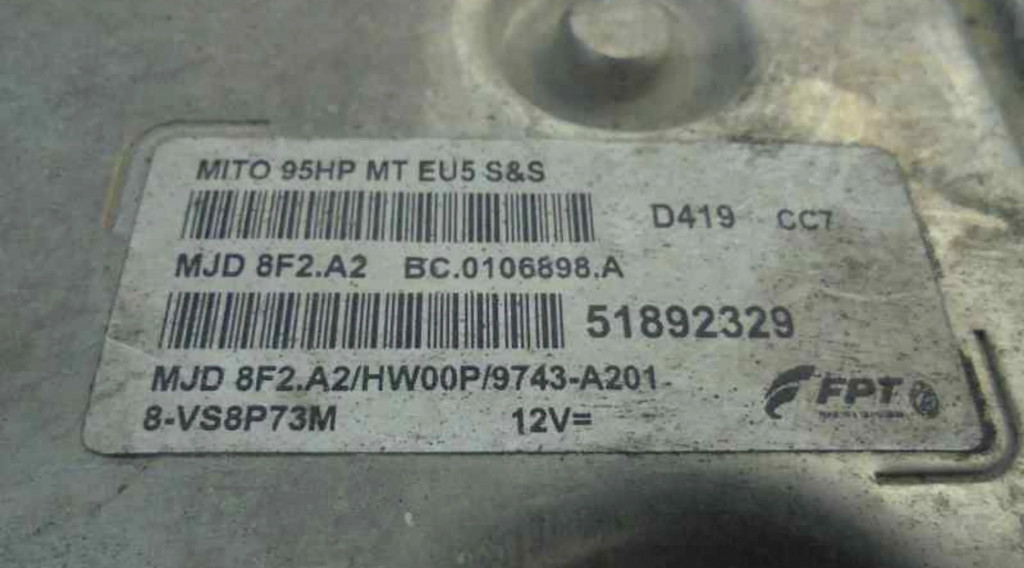 MITO 95HP MT EU5 S&S
D419 CC7
MJD 8F2.A2 BC.0106898.A
51892329
MJD 8F2.A2/HW00P/9743-A201
FPT
8-VS8P73M 12V=